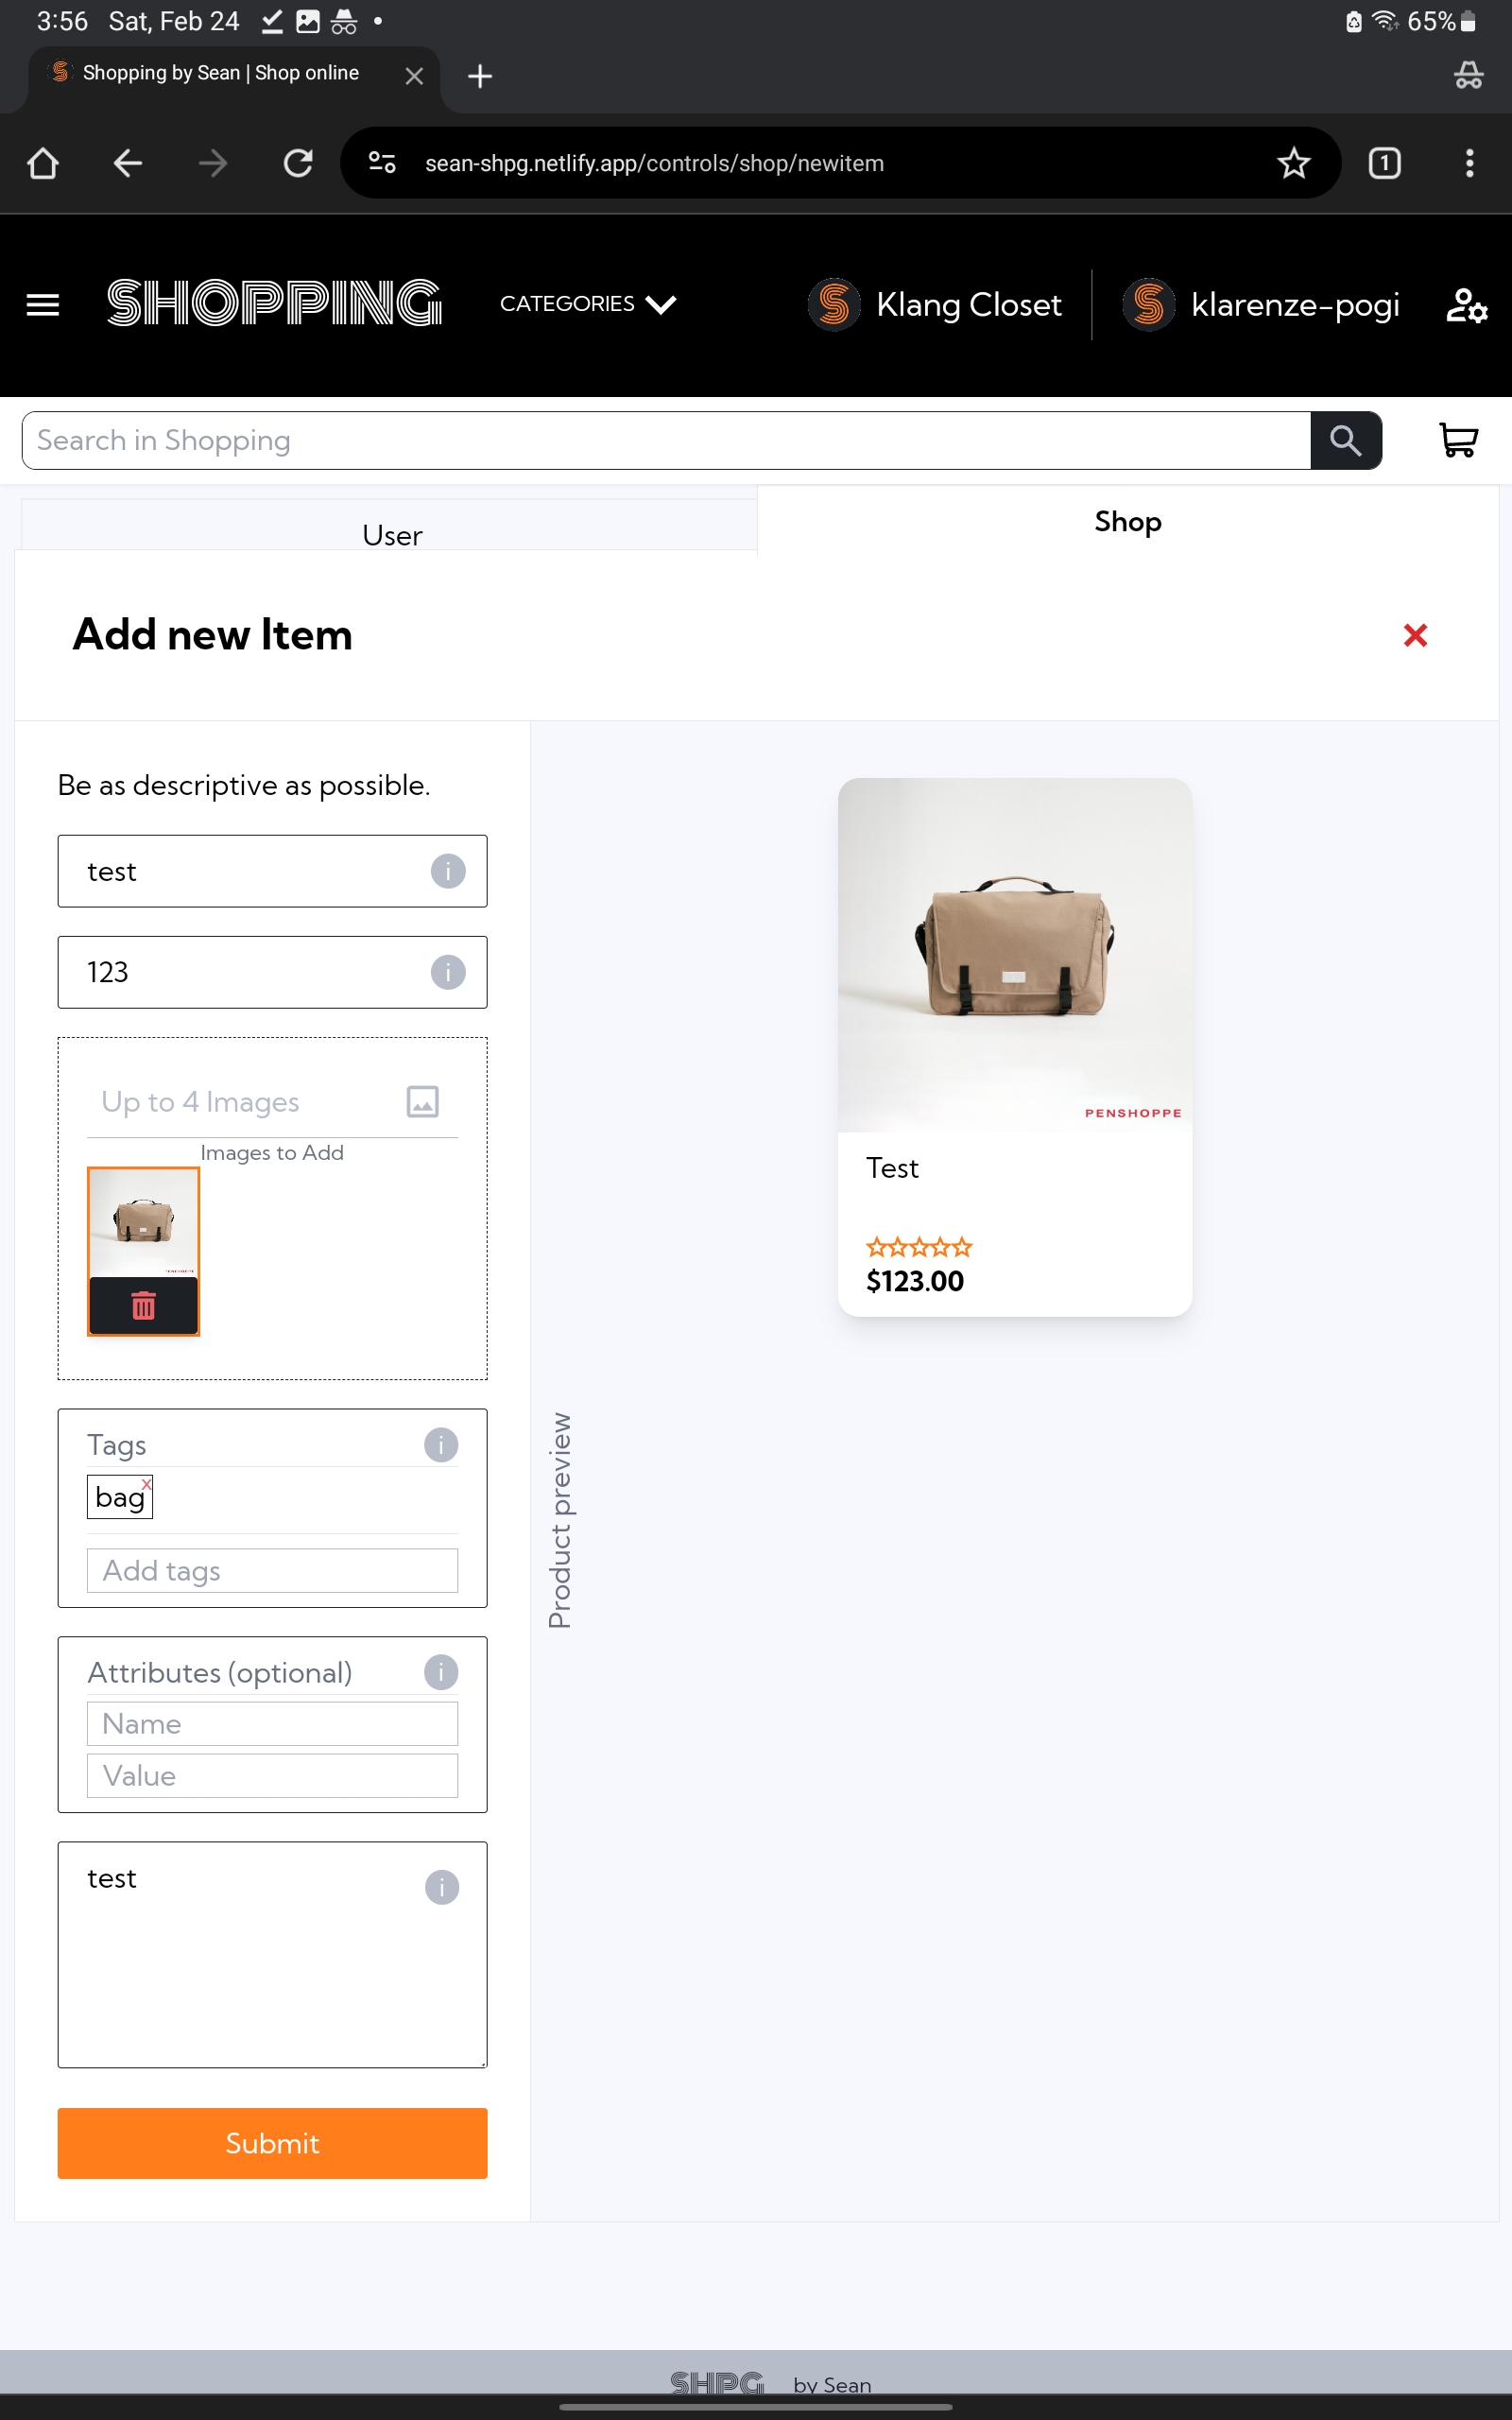 3:56 Sat, Feb 24 65%
Shopping by Sean | Shop online
sean-shpg.netlify.app/controls/shop/newitem 1
SHOPPING CATEGORIES Klang Closet klarenze-pogi
Search in Shopping
User Shop
Add new Item
Be as descriptive as possible.
test
123
Up to 4 Images
Images to Add
PENSHOPPE
Test
$123.00
Tags
bag x
Add tags
Product preview
Attributes (optional)
Name
Value
test
Submit
SHPG by Sean